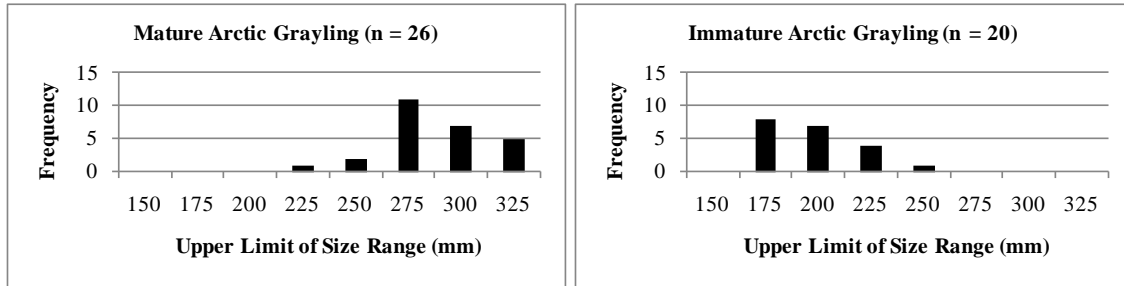 Mature Arctic Grayling (n = 26)
15
10
5
0
Frequency
150 175 200 225 250 275 300 325
Upper Limit of Size Range (mm)
Immature Arctic Grayling (n = 20)
15
10
5
0
Frequency
150 175 200 225 250 275 300 325
Upper Limit of Size Range (mm)